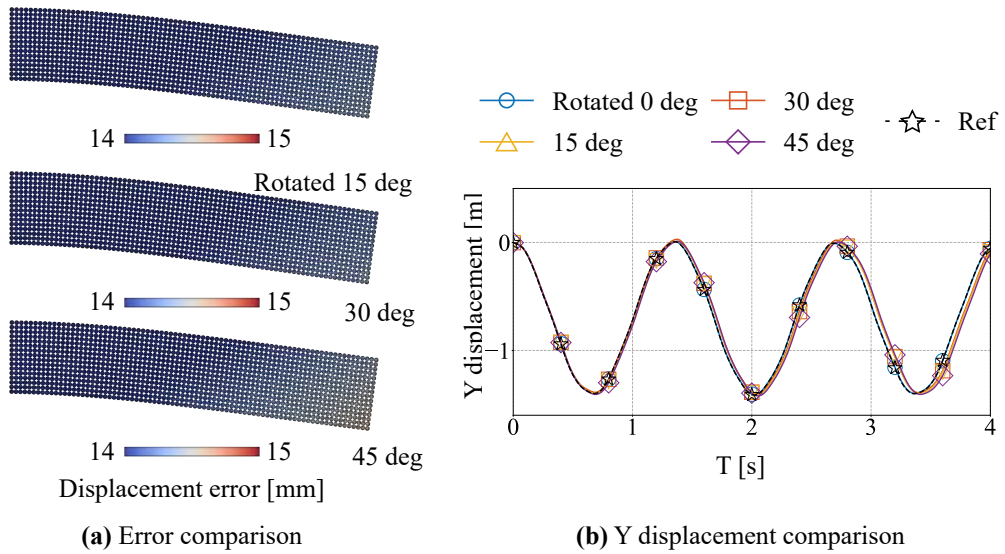 14 15
Rotated 15 deg
14 15
30 deg
14 15
45 deg
Displacement error [mm]
(a) Error comparison
Rotated 0 deg
30 deg
Ref
15 deg
45 deg
Y displacement [m]
0
−1
0 1 2 3 4
T [s]
(b) Y displacement comparison